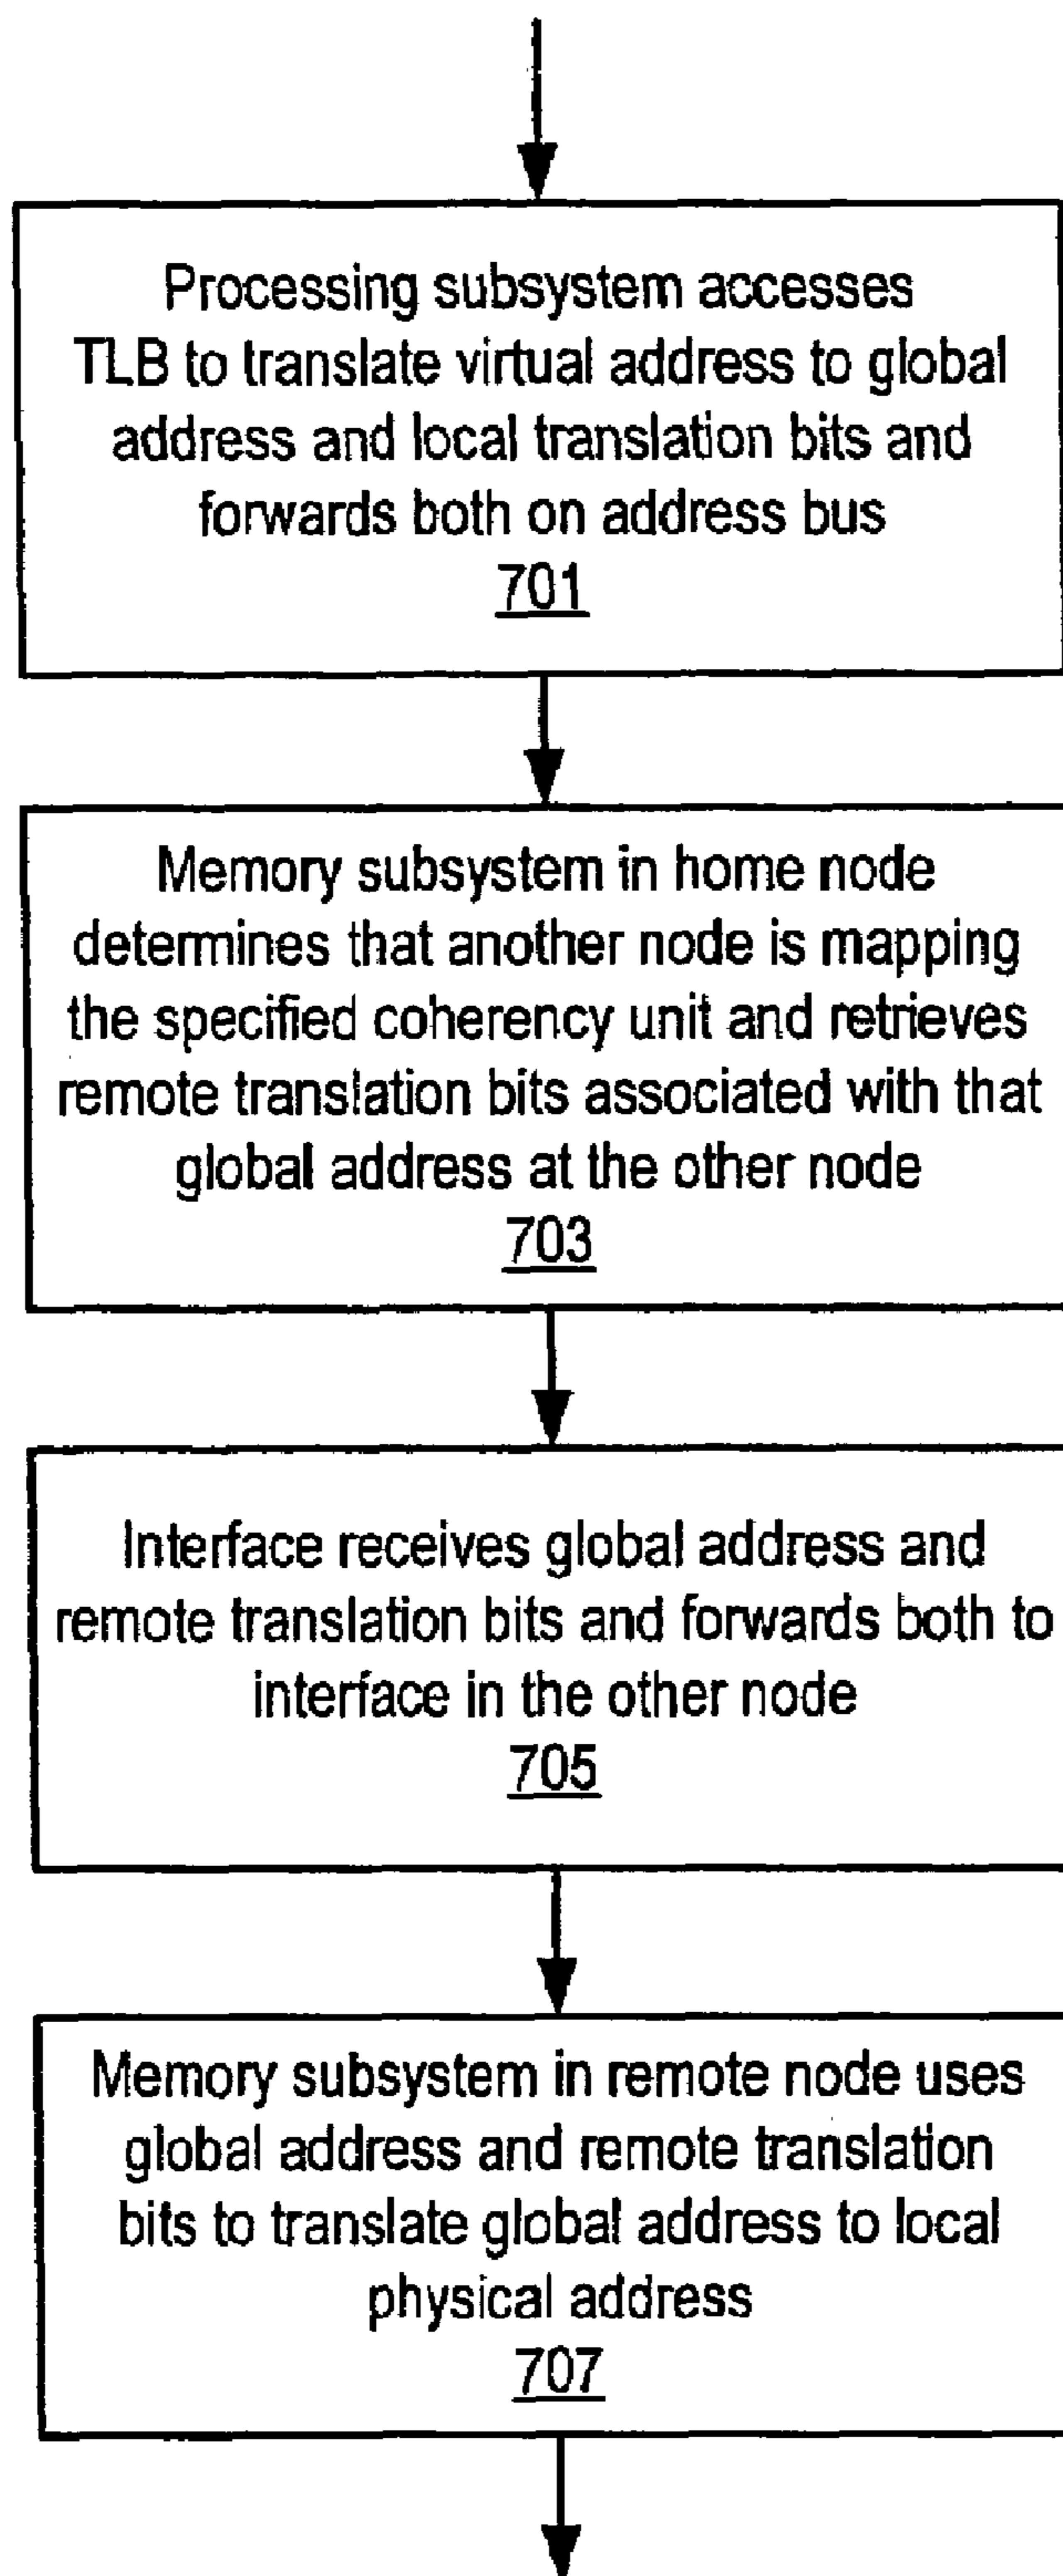 Processing subsystem accesses
TLB to translate virtual address to global
address and local translation bits and
forwards both on address bus
701
Memory subsystem in home node
determines that another node is mapping
the specified coherency unit and retrieves
remote translation bits associated with that
global address at the other node
703
Interface receives global address and
remote translation bits and forwards both to
interface in the other node
705
Memory subsystem in remote node uses
global address and remote translation
bits to translate global address to local
physical address
707